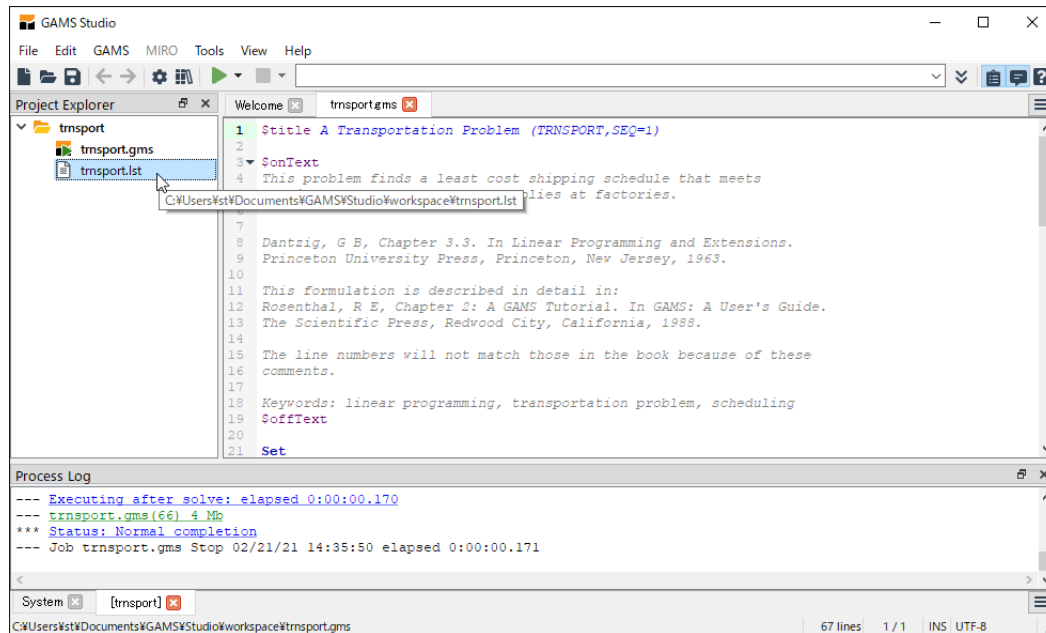 GAMS Studio
File Edit GAMS MIRO Tools View Help
Project Explorer
trnsport
trnsport.gms
trnsport.lst
C:¥Users¥st¥Documents¥GAMS¥Studio¥workspace¥trnsport.lst
Welcome
trnsport.gms
1 $title A Transportation Problem (TRNSPORT,SEQ=1)
2
3 $onText
4 This problem finds a least cost shipping schedule that meets
plies at factories.
7
8 Dantzig, G B, Chapter 3.3. In Linear Programming and Extensions.
9 Princeton University Press, Princeton, New Jersey, 1963.
10
11 This formulation is described in detail in:
12 Rosenthal, R E, Chapter 2: A GAMS Tutorial. In GAMS: A User's Guide.
13 The Scientific Press, Redwood City, California, 1988.
14
15 The line numbers will not match those in the book because of these
16 comments.
17
18 Keywords: linear programming, transportation problem, scheduling
19 $offText
20
21 Set
Process Log
--- Executing after solve: elapsed 0:00:00.170
--- trnsport.gms(66) 4 Mb
*** Status: Normal completion
--- Job trnsport.gms Stop 02/21/21 14:35:50 elapsed 0:00:00.171
System
[trnsport]
C:¥Users¥st¥Documents¥GAMS¥Studio¥workspace¥trnsport.gms
67 lines 1 / 1 INS UTF-8